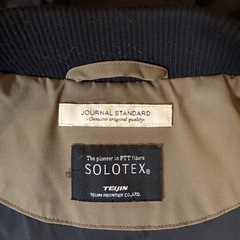 JOURNAL STANDARD
- Genuine original quality -
The pioneer in PTT fibers
SOLOTEX®
TEIJIN
TEIJIN FRONTIER CO.,LTD.